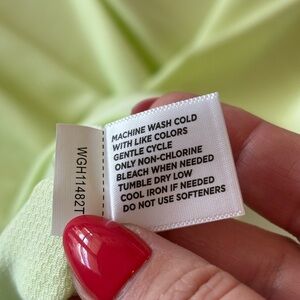 MACHINE WASH COLD
WITH LIKE COLORS
GENTLE CYCLE
ONLY NON-CHLORINE
BLEACH WHEN NEEDED
TUMBLE DRY LOW
COOL IRON IF NEEDED
DO NOT USE SOFTENERS
WGH11482T